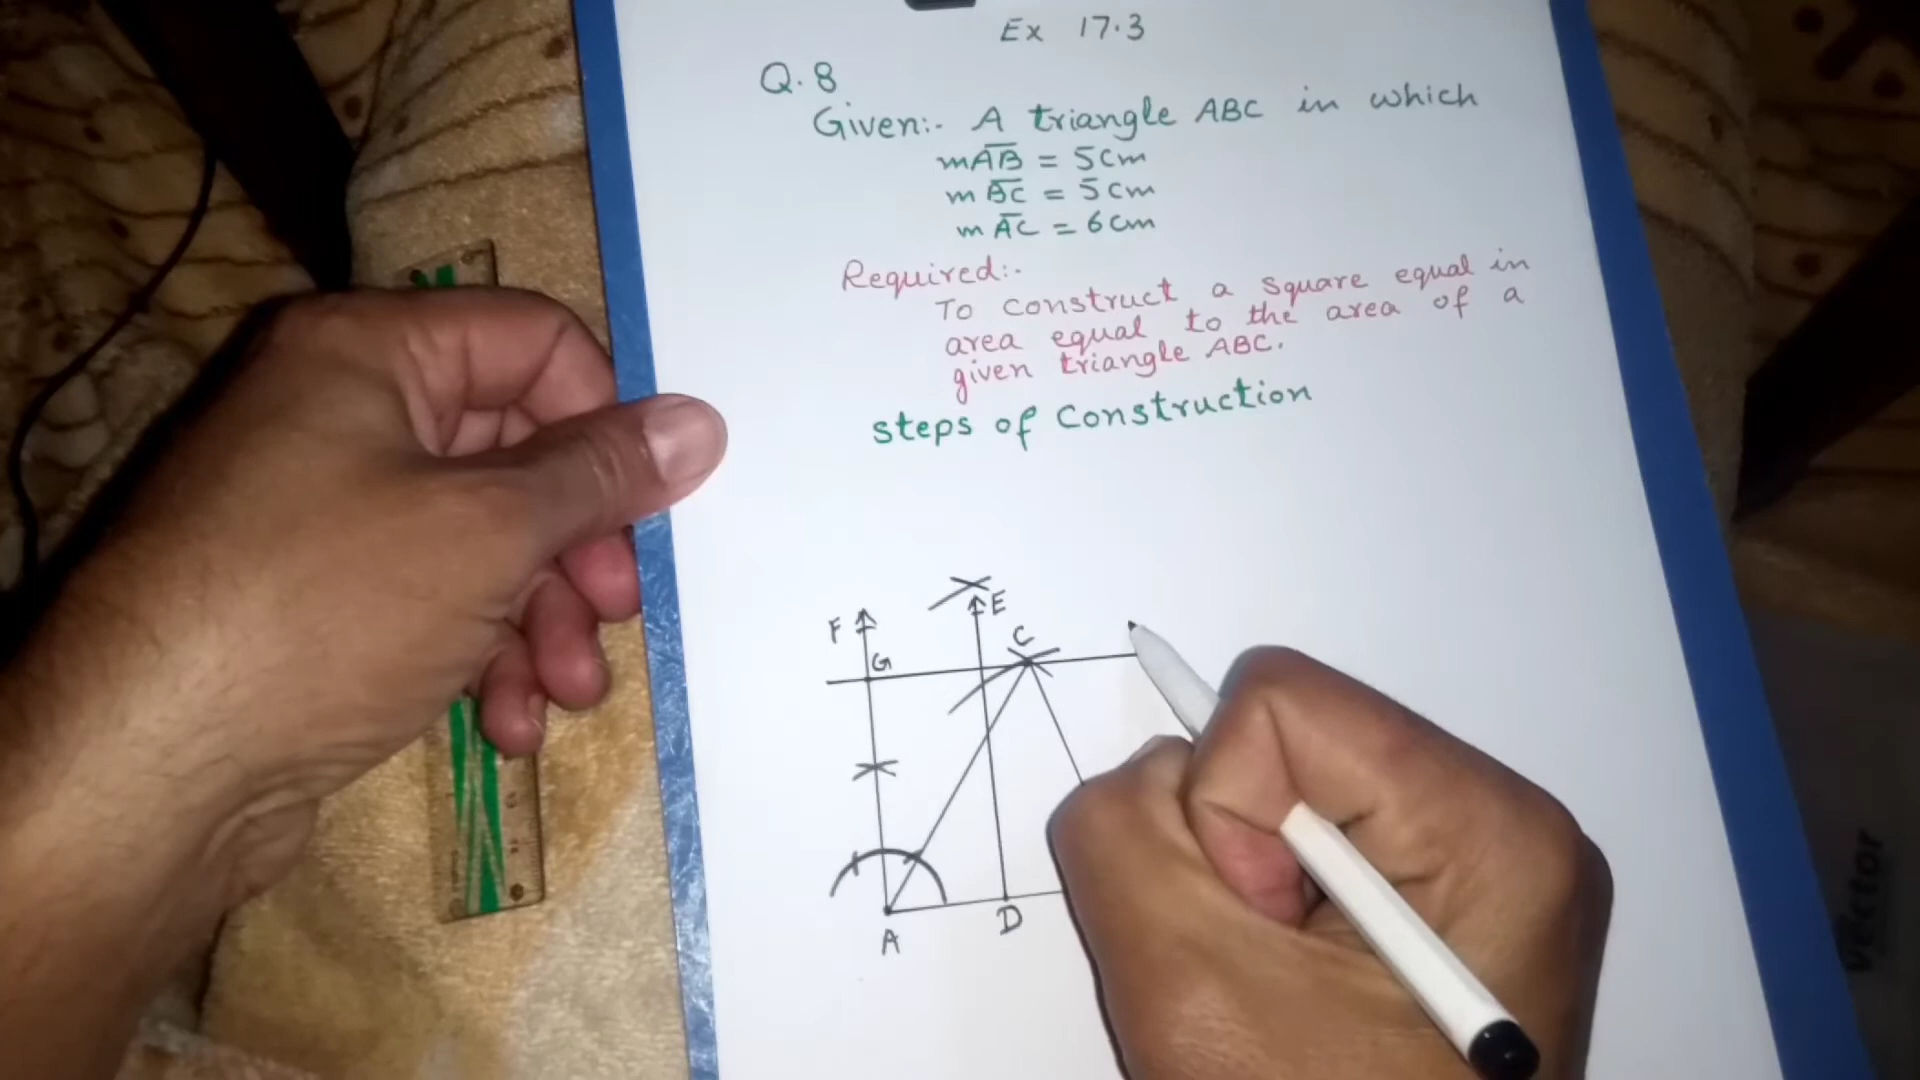 Ex 17.3
Q.8
Given:- A triangle ABC in which
mAB = 5cm
mBC = 5cm
mAC = 6cm
Required:-
To construct a square equal in
area equal to the area of a
given triangle ABC.
steps of Construction
E
F
C
G
D
A
Vector